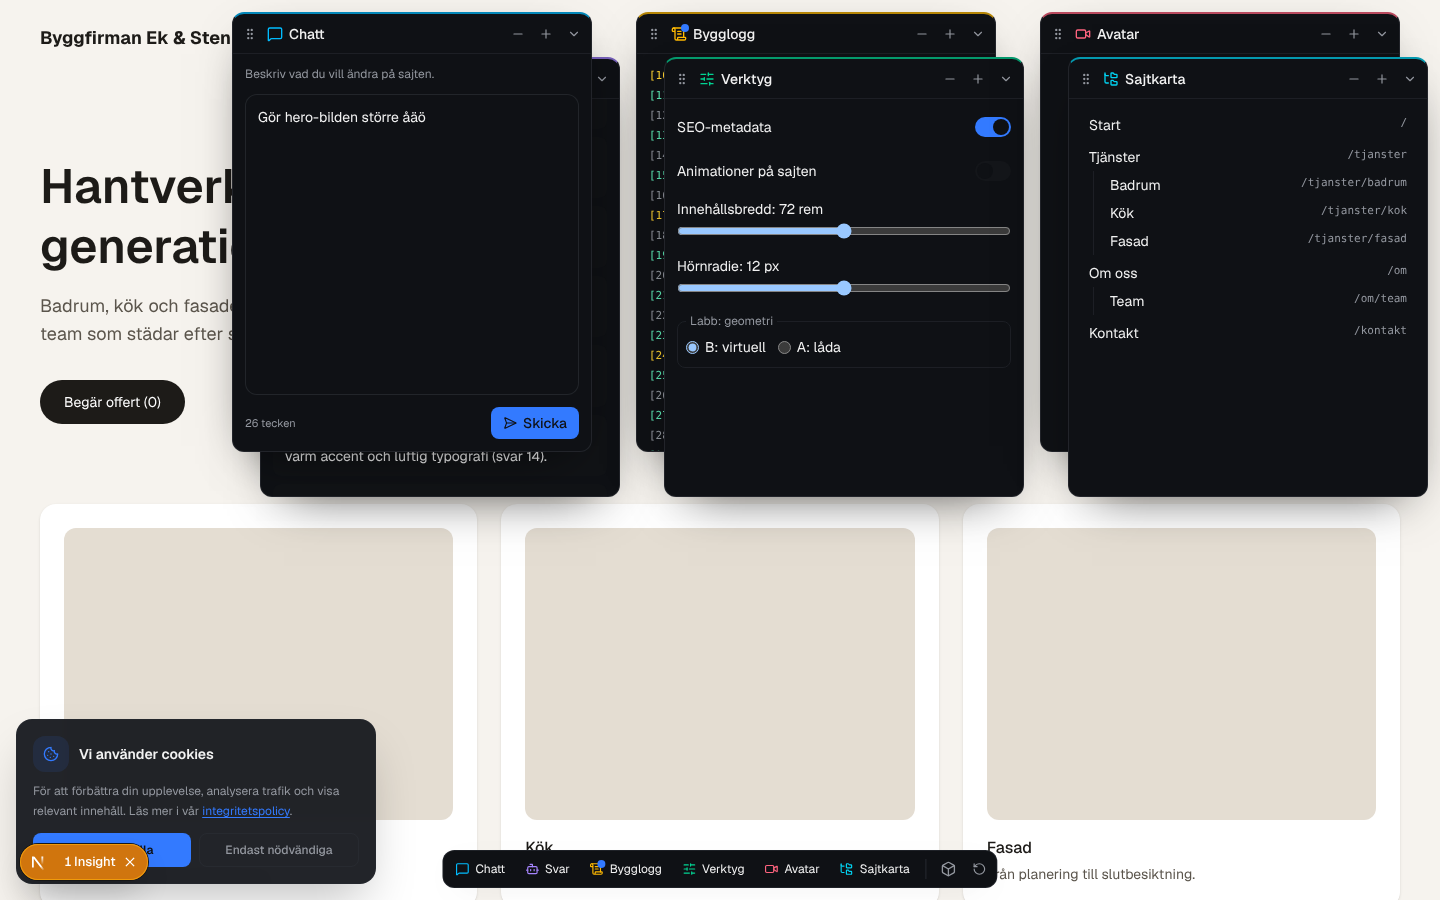 Byggfirman Ek & Sten
Hantverk
generati
Badrum, kök och fasade
team som städar efter s
Begär offert (0)
Chatt
Beskriv vad du vill ändra på sajten.
Gör hero-bilden större åäö
26 tecken
Skicka
varm accent och luftig typografi (svar 14).
Bygglogg
Verktyg
SEO-metadata
Animationer på sajten
Innehållsbredd: 72 rem
Hörnradie: 12 px
Labb: geometri
B: virtuell A: låda
Avatar
Sajtkarta
Start /
Tjänster /tjanster
Badrum /tjanster/badrum
Kök /tjanster/kok
Fasad /tjanster/fasad
Om oss /om
Team /om/team
Kontakt /kontakt
Vi använder cookies
För att förbättra din upplevelse, analysera trafik och visa
relevant innehåll. Läs mer i vår integritetspolicy.
Endast nödvändiga
1 Insight
Kök
Fasad
från planering till slutbesiktning.
Chatt Svar Bygglogg Verktyg Avatar Sajtkarta